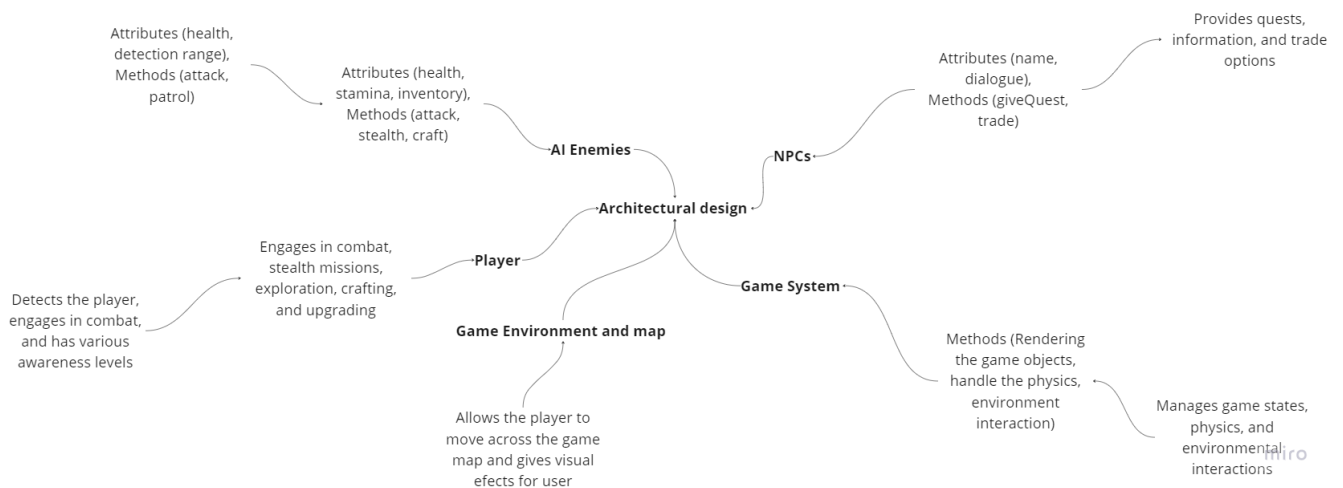 Attributes (health,
detection range),
Methods (attack,
patrol)
Attributes (health,
stamina, inventory),
Methods (attack,
stealth, craft)
AI Enemies
Provides quests,
information, and trade
options
Attributes (name,
dialogue),
Methods (giveQuest,
trade)
NPCs
Architectural design
Player
Engages in combat,
stealth missions,
exploration, crafting,
and upgrading
Detects the player,
engages in combat,
and has various
awareness levels
Game Environment and map
Allows the player to
move across the game
map and gives visual
efects for user
Game System
Methods (Rendering
the game objects,
handle the physics,
environment
interaction)
Manages game states,
physics, and
environmental
interactions
miro